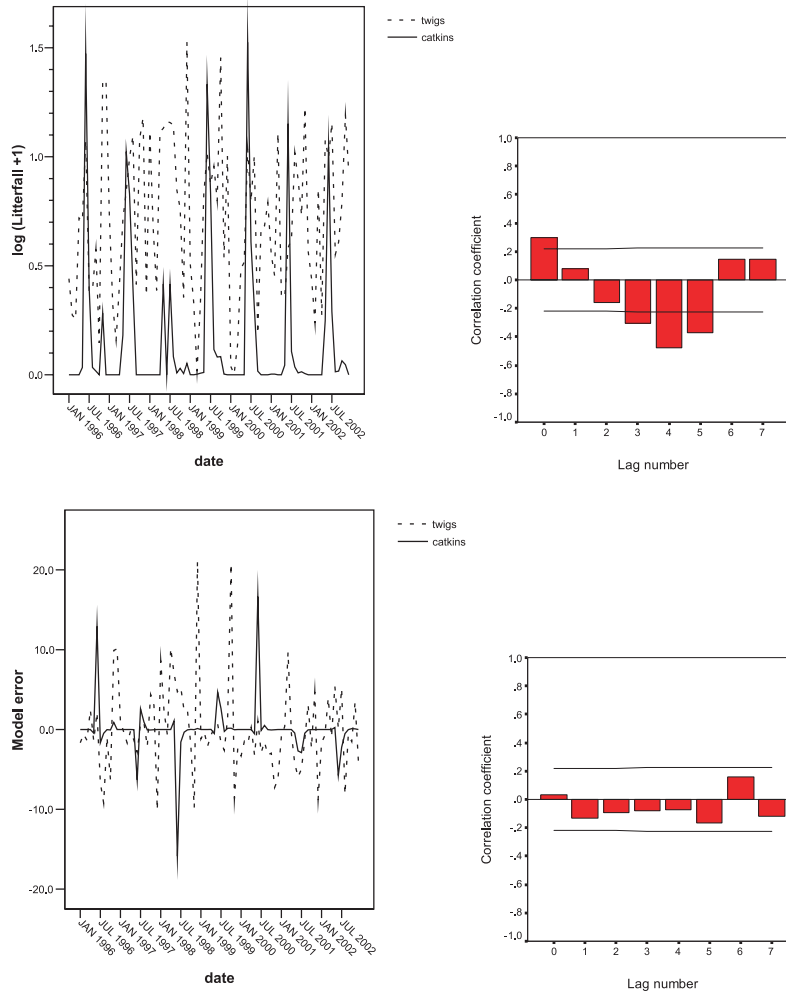 twigs
catkins
1.5
1.0
0.5
0.0
log (Litterfall +1)
JAN 1996
JUL 1996
JAN 1997
JUL 1997
JAN 1998
JUL 1998
JAN 1999
JUL 1999
JAN 2000
JUL 2000
JAN 2001
JUL 2001
JAN 2002
JUL 2002
date
1.0
.8
.6
.4
.2
.0
-.2
-.4
-.6
-.8
-1.0
Correlation coefficient
0 1 2 3 4 5 6 7
Lag number
twigs
catkins
20.0
10.0
0.0
-10.0
-20.0
Model error
JAN 1996
JUL 1996
JAN 1997
JUL 1997
JAN 1998
JUL 1998
JAN 1999
JUL 1999
JAN 2000
JUL 2000
JAN 2001
JUL 2001
JAN 2002
JUL 2002
date
1.0
.8
.6
.4
.2
.0
-.2
-.4
-.6
-.8
-1.0
Correlation coefficient
0 1 2 3 4 5 6 7
Lag number